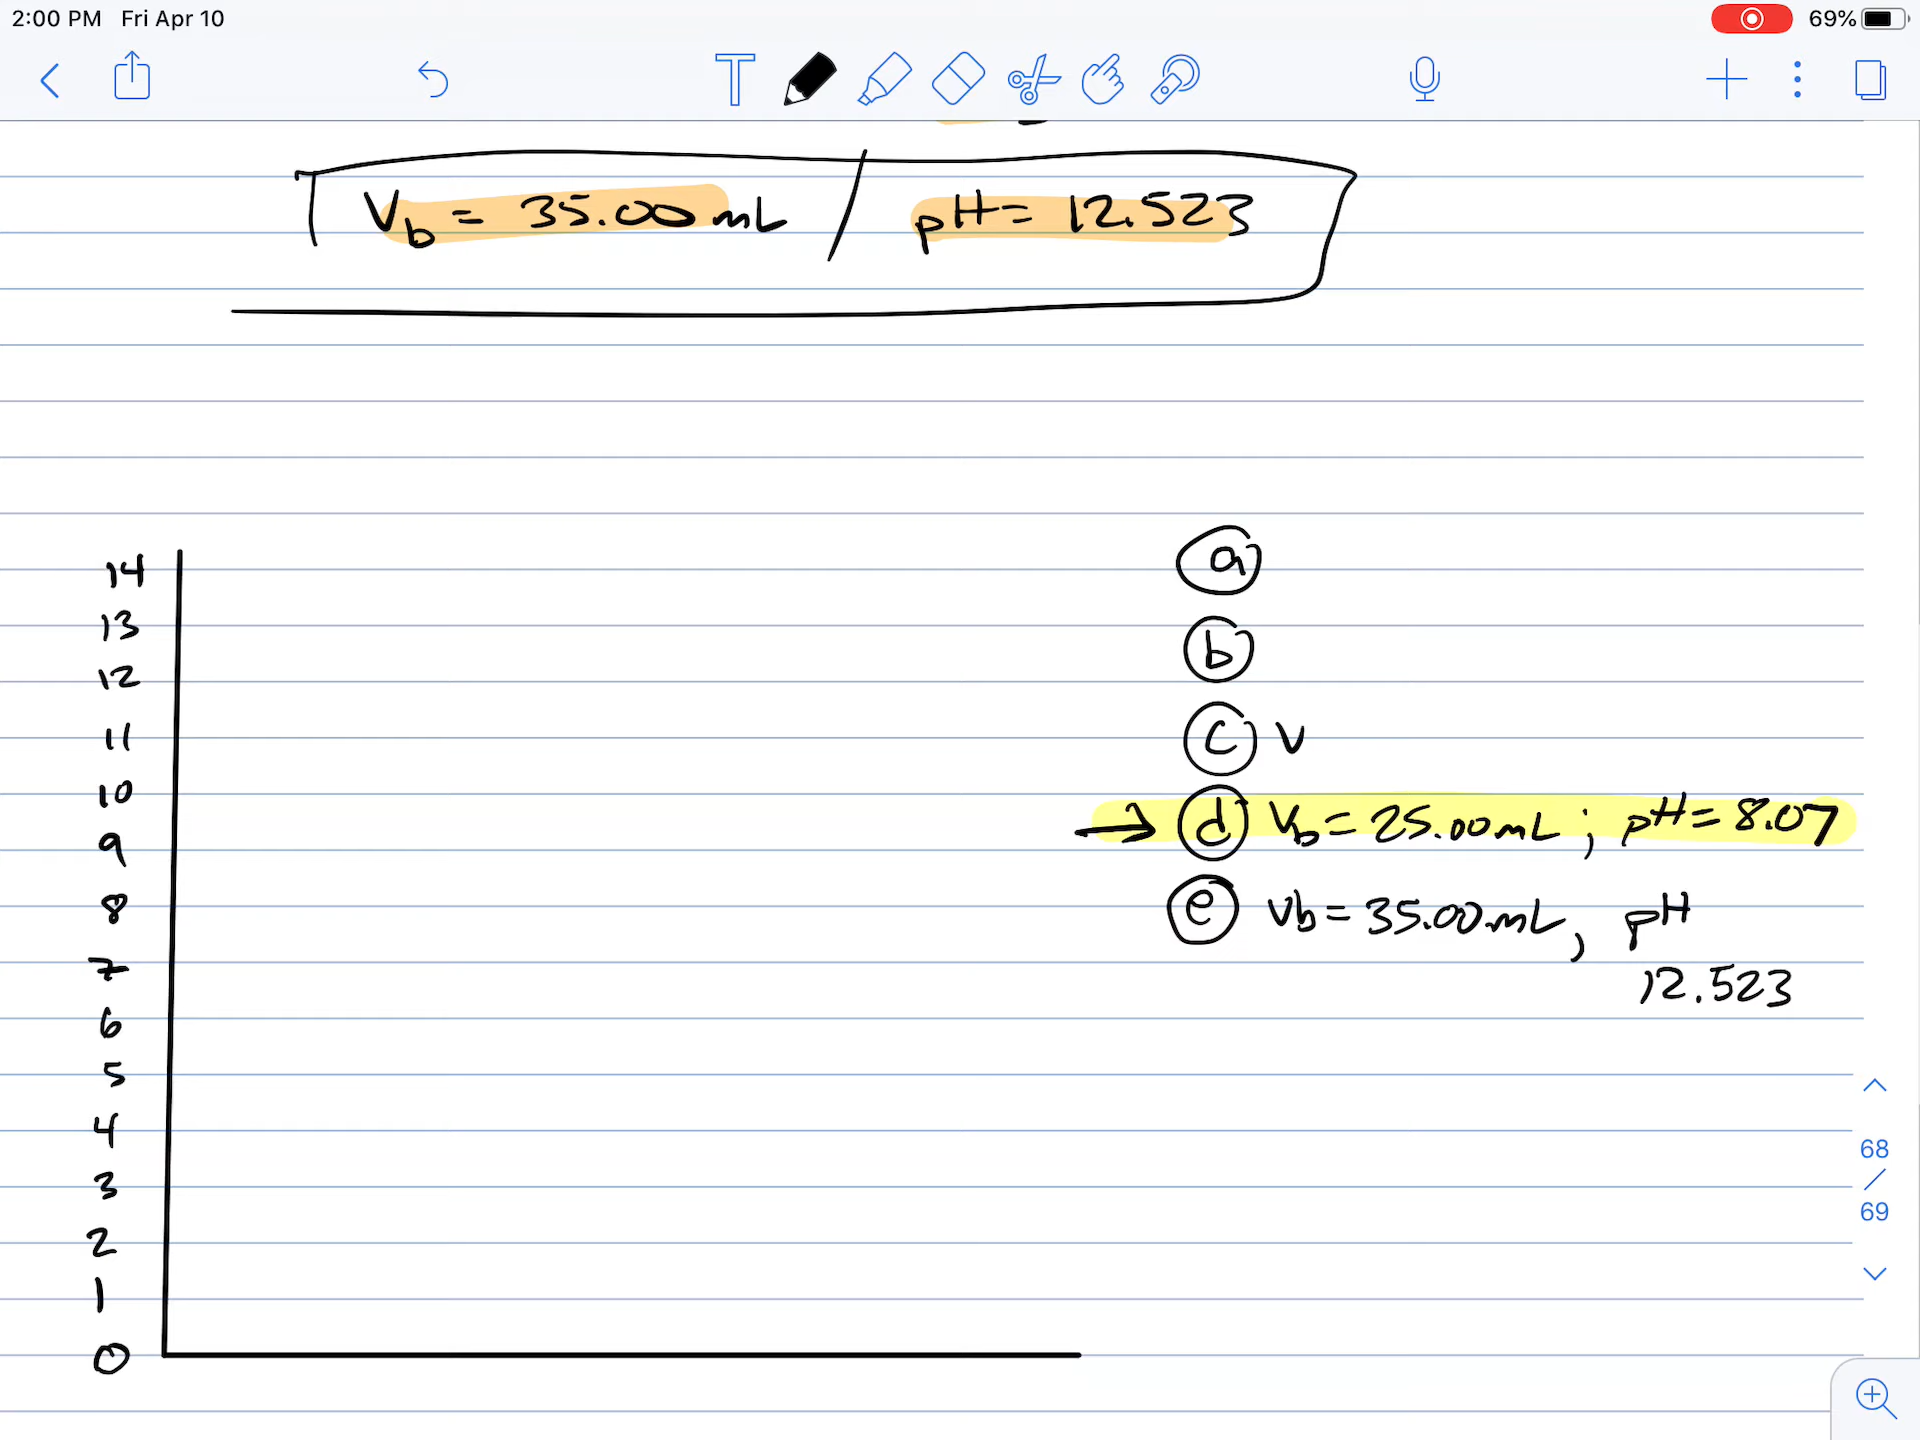 2:00 PM Fri Apr 10 69%
T
Vb = 35.00 mL / pH = 12.523
14
13
12
11
10
9
8
7
6
5
4
3
2
1
0
a
b
c V
→ d Vb = 25.00 mL ; pH = 8.07
e Vb = 35.00 mL, pH
12.523
68
/
69